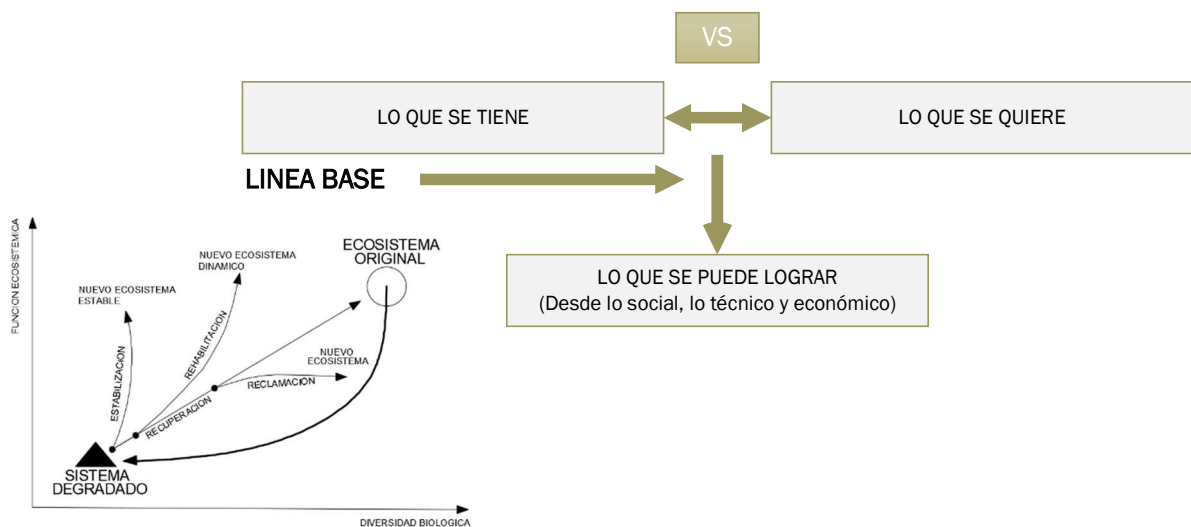 VS
LO QUE SE TIENE
LO QUE SE QUIERE
LINEA BASE
LO QUE SE PUEDE LOGRAR
(Desde lo social, lo técnico y económico)
FUNCION ECOSISTEMICA
NUEVO ECOSISTEMA
ESTABLE
NUEVO ECOSISTEMA
DINAMICO
ECOSISTEMA
ORIGINAL
ESTABILIZACION
REHABILITACION
RECUPERACION
NUEVO
ECOSISTEMA
RECLAMACION
SISTEMA
DEGRADADO
DIVERSIDAD BIOLOGICA